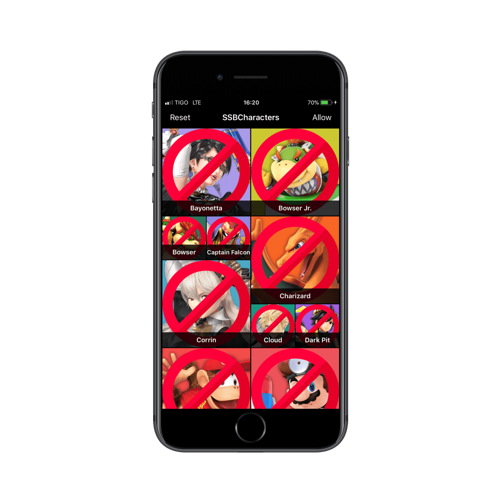 TIGO LTE 16:20 70%
Reset SSBCharacters Allow
Bayonetta Bowser Jr.
Bowser Captain Falcon
Charizard
Corrin Cloud Dark Pit